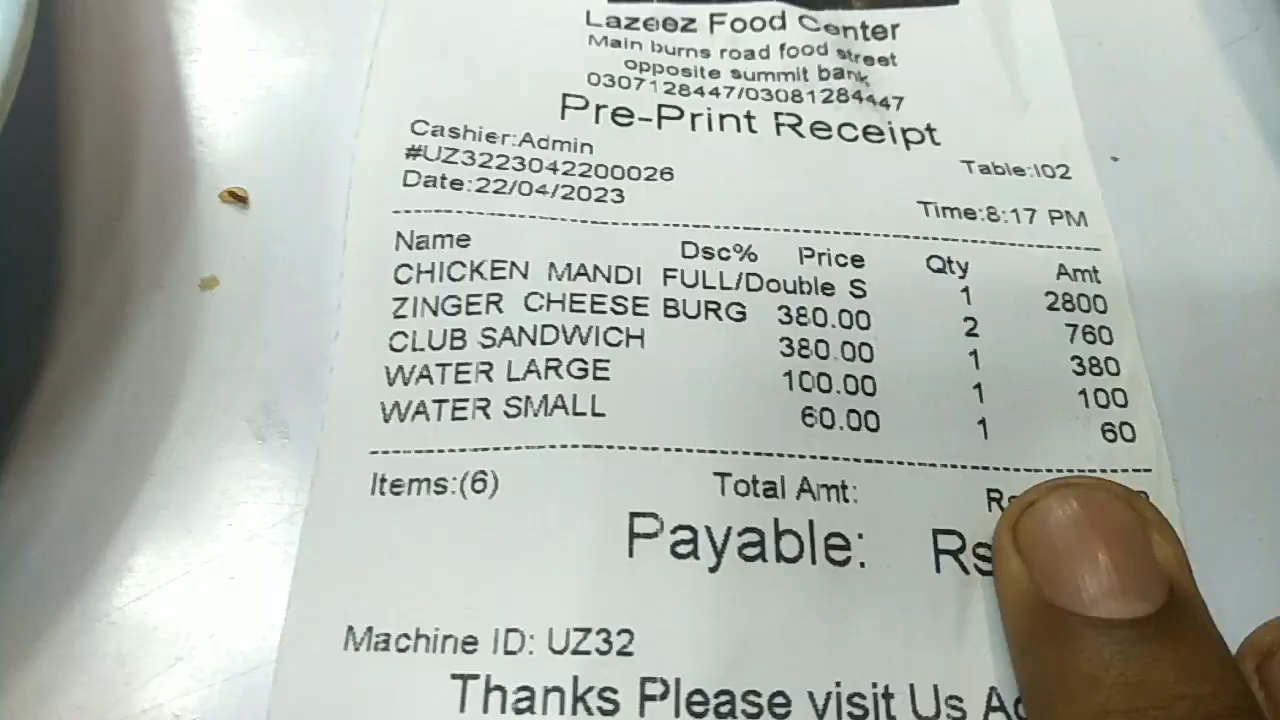 Lazeez Food Center
Main burns road food street
opposite summit bank
0307128447/03081284447
Pre-Print Receipt
Cashier:Admin
#UZ3223042200026 Table:I02
Date:22/04/2023 Time:8:17 PM
Name Dsc% Price Qty Amt
CHICKEN MANDI FULL/Double S 1 2800
ZINGER CHEESE BURG 380.00 2 760
CLUB SANDWICH 380.00 1 380
WATER LARGE 100.00 1 100
WATER SMALL 60.00 1 60
Items:(6) Total Amt: Rs
Payable: Rs
Machine ID: UZ32
Thanks Please visit Us